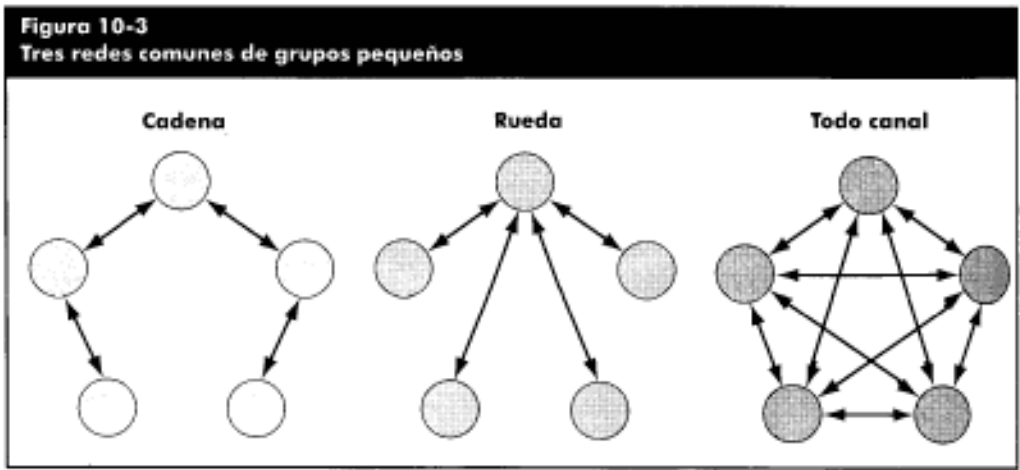 Figura 10-3
Tres redes comunes de grupos pequeños
Cadena
Rueda
Todo canal